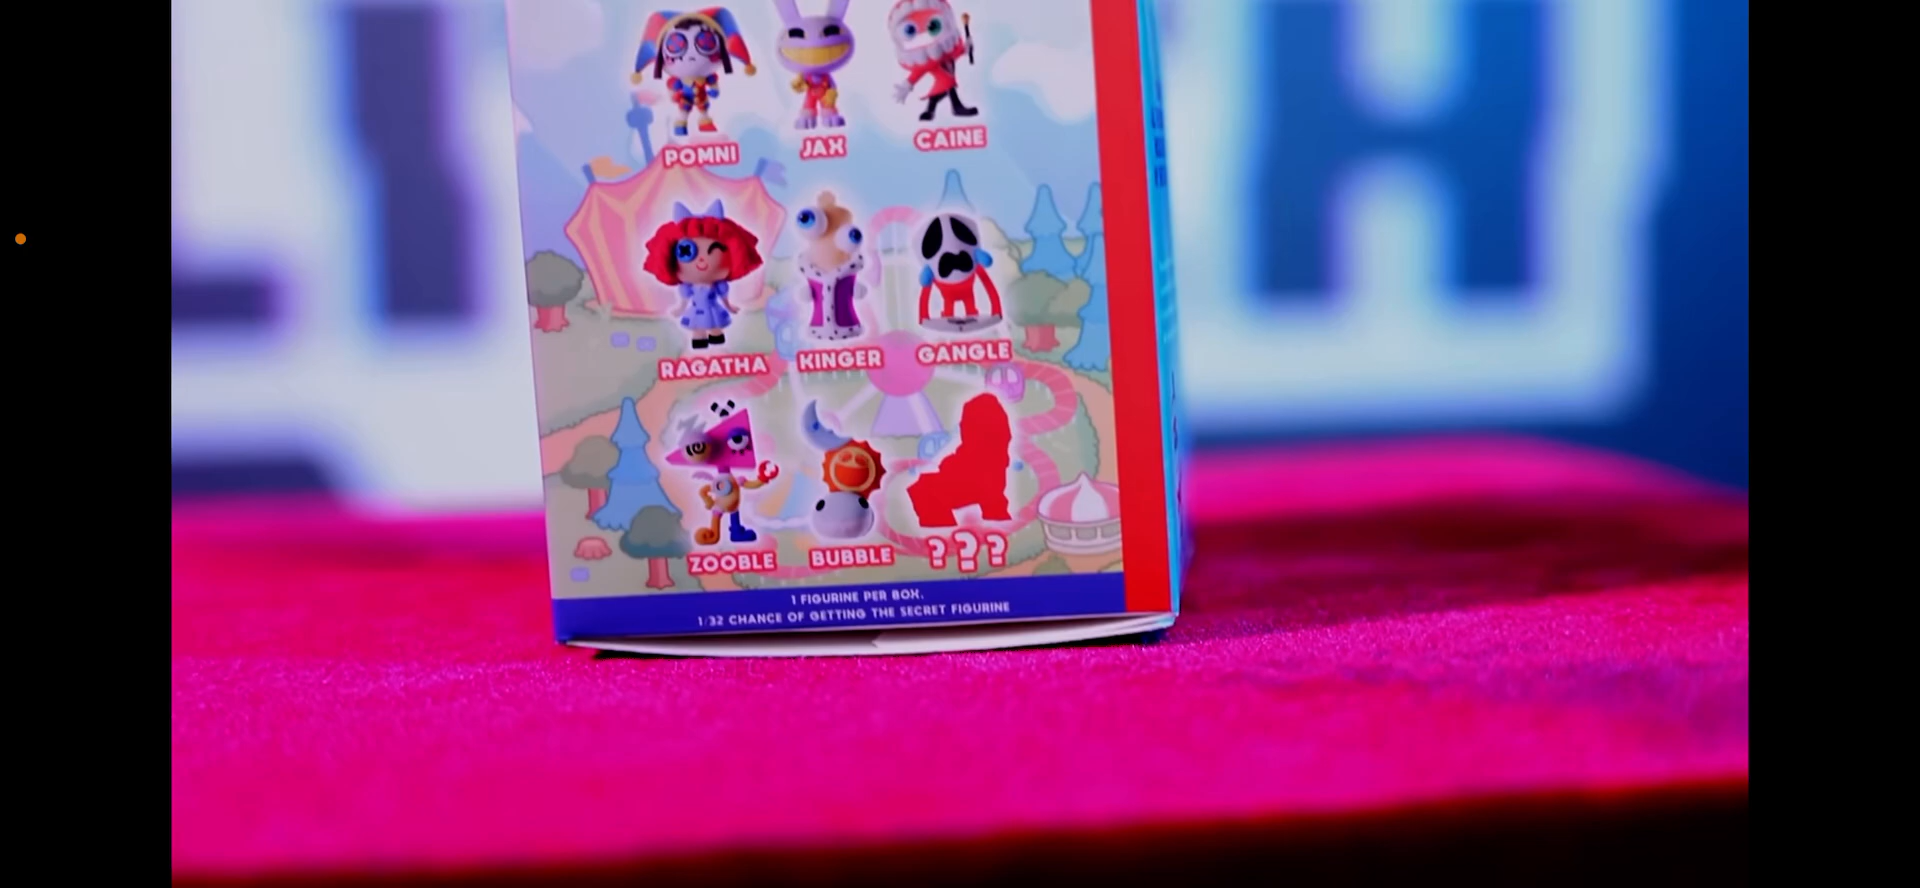 POMNI JAX CAINE
RAGATHA KINGER GANGLE
ZOOBLE BUBBLE ???
1 FIGURINE PER BOX.
1/32 CHANCE OF GETTING THE SECRET FIGURINE